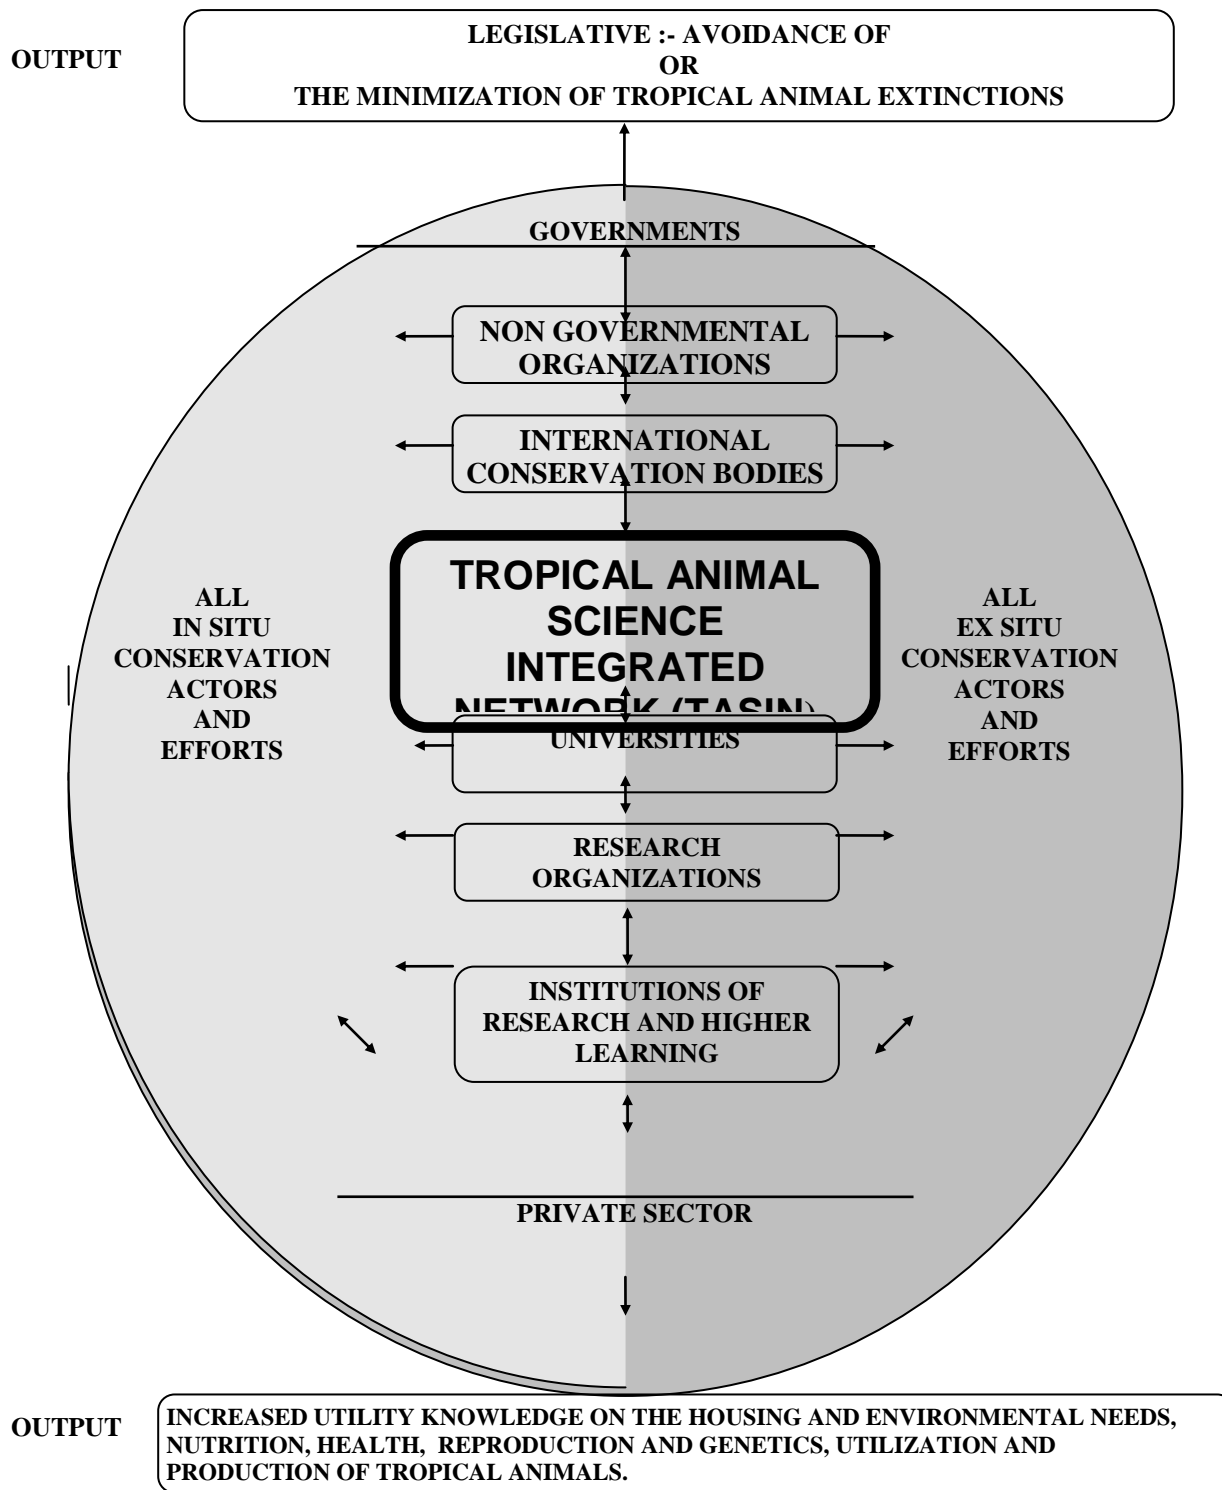 OUTPUT
LEGISLATIVE :- AVOIDANCE OF
OR
THE MINIMIZATION OF TROPICAL ANIMAL EXTINCTIONS
GOVERNMENTS
NON GOVERNMENTAL
ORGANIZATIONS
INTERNATIONAL
CONSERVATION BODIES
TROPICAL ANIMAL
SCIENCE
INTEGRATED
NETWORK (TASIN)
ALL
IN SITU
CONSERVATION
ACTORS
AND
EFFORTS
ALL
EX SITU
CONSERVATION
ACTORS
AND
EFFORTS
UNIVERSITIES
RESEARCH
ORGANIZATIONS
INSTITUTIONS OF
RESEARCH AND HIGHER
LEARNING
PRIVATE SECTOR
OUTPUT
INCREASED UTILITY KNOWLEDGE ON THE HOUSING AND ENVIRONMENTAL NEEDS,
NUTRITION, HEALTH, REPRODUCTION AND GENETICS, UTILIZATION AND
PRODUCTION OF TROPICAL ANIMALS.